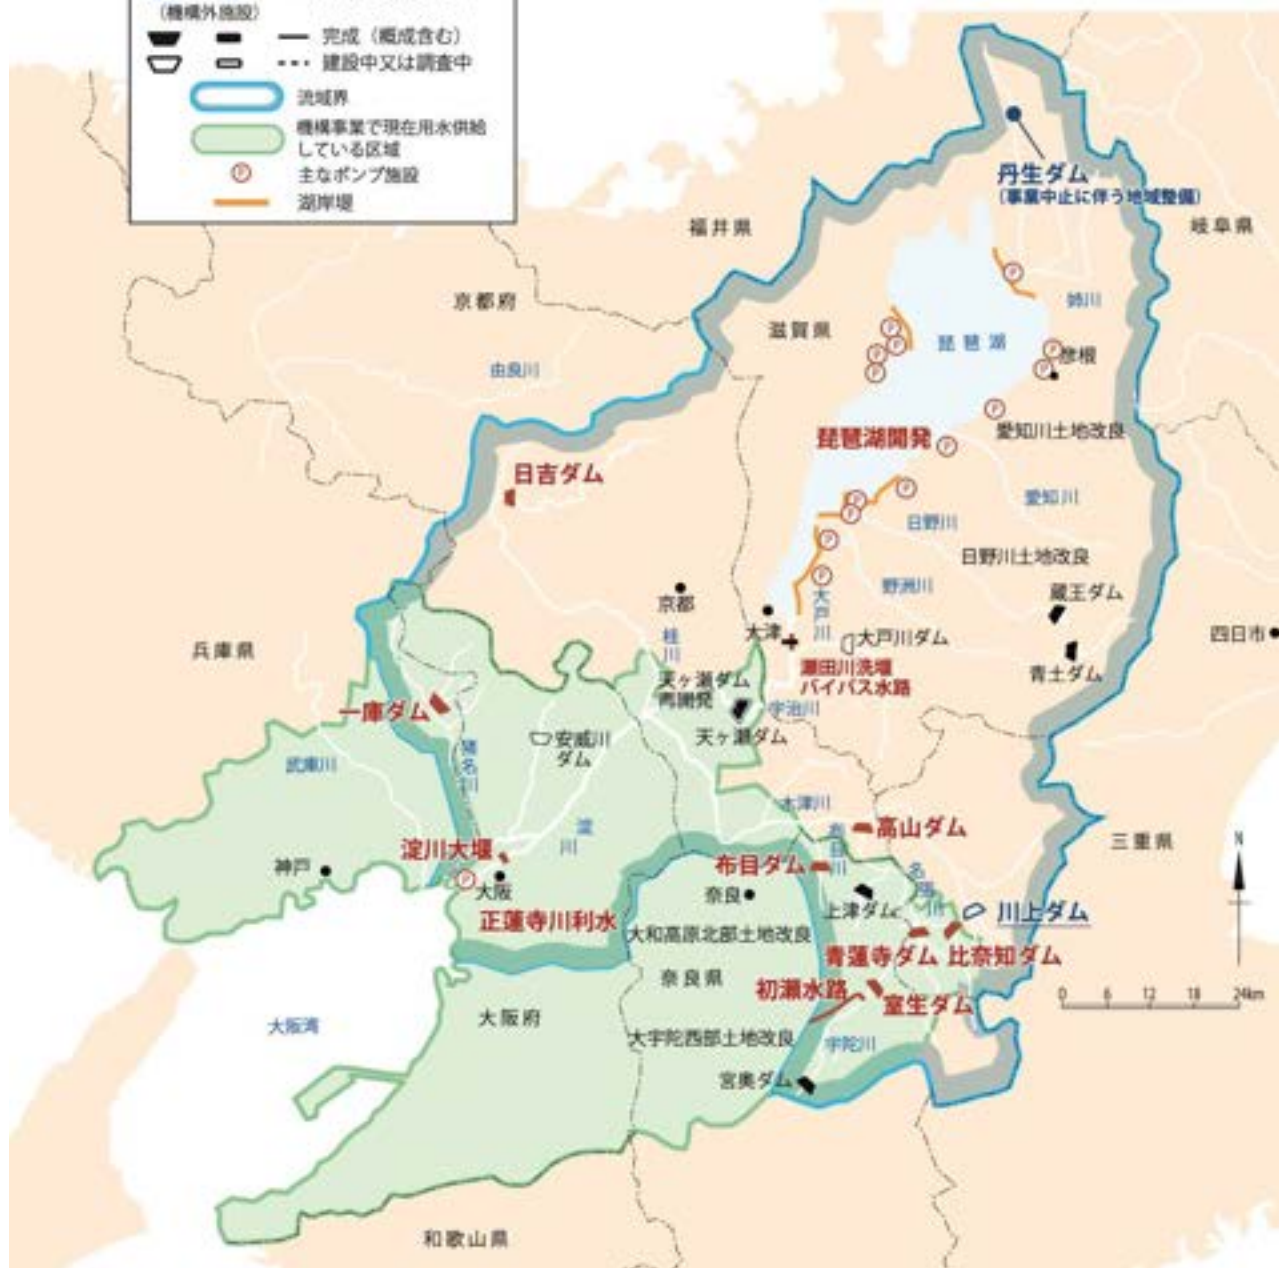 （機構外施設）
完成（概成含む）
建設中又は調査中
流域界
機構事業で現在用水供給
している区域
P
主なポンプ施設
湖岸堤
丹生ダム
（事業中止に伴う地域整備）
福井県
岐阜県
京都府
滋賀県
姉川
P
P
P
P
P
琵琶湖
P
P
彦根
由良川
P
琵琶湖開発
愛知川土地改良
P
日吉ダム
P
P
P
愛知川
日野川
P
日野川土地改良
P
京都
野洲川
大戸川
蔵王ダム
大津
四日市
桂川
大戸川ダム
兵庫県
瀬田川洗堰
バイパス水路
青土ダム
天ヶ瀬ダム
再開発
一庫ダム
宇治川
天ヶ瀬ダム
安威川
ダム
猪名川
武庫川
木津川
淀川
布目川
高山ダム
三重県
N
淀川大堰
布目ダム
神戸
P
大阪
奈良
名張川
上津ダム
川上ダム
正蓮寺川利水
大和高原北部土地改良
青蓮寺ダム
比奈知ダム
奈良県
初瀬水路
室生ダム
0 6 12 18 24km
大阪湾
大阪府
大宇陀西部土地改良
宇陀川
宮奥ダム
和歌山県